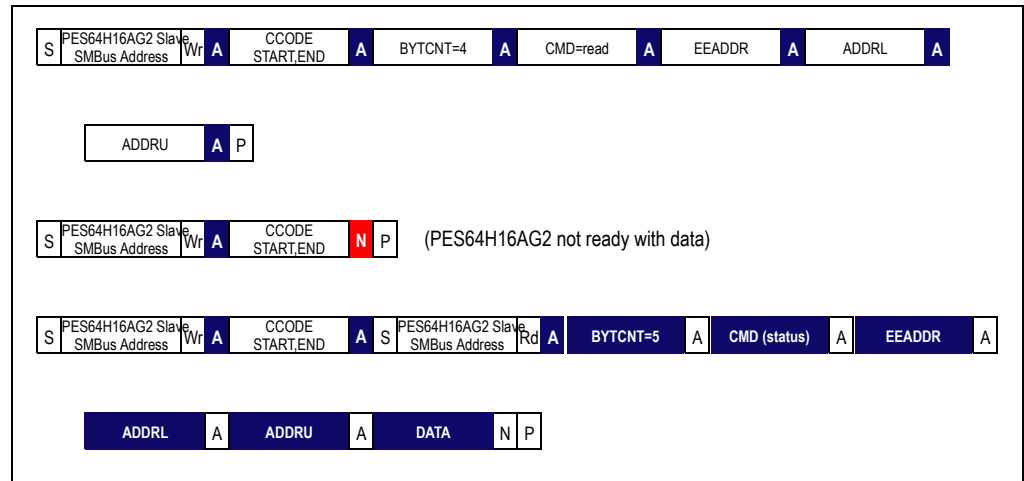 S PES64H16AG2 Slave SMBus Address Wr A CCODE START,END A BYTCNT=4 A CMD=read A EEADDR A ADDRL A
ADDRU A P
S PES64H16AG2 Slave SMBus Address Wr A CCODE START,END N P (PES64H16AG2 not ready with data)
S PES64H16AG2 Slave SMBus Address Wr A CCODE START,END A S PES64H16AG2 Slave SMBus Address Rd A BYTCNT=5 A CMD (status) A EEADDR A
ADDRL A ADDRU A DATA N P